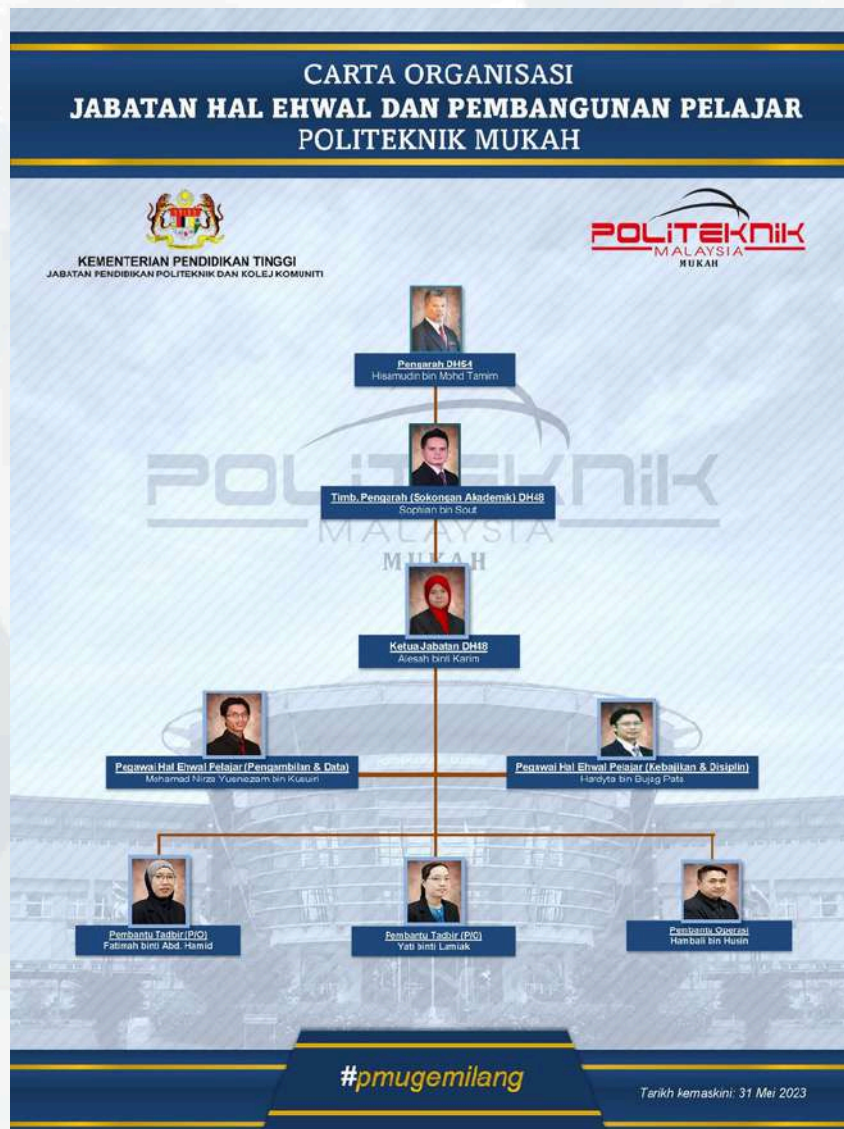 CARTA ORGANISASI
JABATAN HAL EHWAL DAN PEMBANGUNAN PELAJAR
POLITEKNIK MUKAH
KEMENTERIAN PENDIDIKAN TINGGI
JABATAN PENDIDIKAN POLITEKNIK DAN KOLEJ KOMUNITI
POLITEKNIK
MALAYSIA
MUKAH
Pengarah DH54
Hisamudin bin Mohd Tamim
POLITEKNIK
Timb. Pengarah (Sokongan Akademik) DH48
Sophian bin Sout
MALAYSIA
MUKAH
Ketua Jabatan DH48
Alesah binti Karim
Pegawai Hal Ehwal Pelajar (Pengambilan & Data)
Mohamad Nirza Yusniezam bin
Pegawai Hal Ehwal Pelajar (Kebajikan & Disiplin)
Hardyta bin Bujag Pata
Pembantu Tadbir (P/O)
Fatimah binti Abd. Hamid
Pembantu Tadbir (P/O)
Yati binti Lamiak
Pembantu Operasi
Hambali bin Husin
#pmugemilang
Tarikh kemaskini: 31 Mei 2023